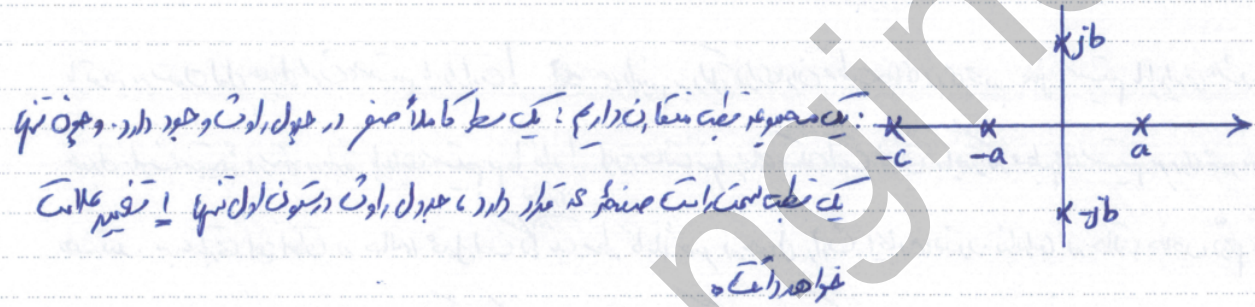 jb
: یک مجموعه قطب متقارن داریم : یک سطر کاملاً صفر در جدول راوث وجود دارد. و چون تنها
-c -a a
یک قطب سمت راست صفحهٔ s قرار دارد، جدول راوث در ستون اول تنها 1 تغییر علامت
-jb
خواهد داشت.